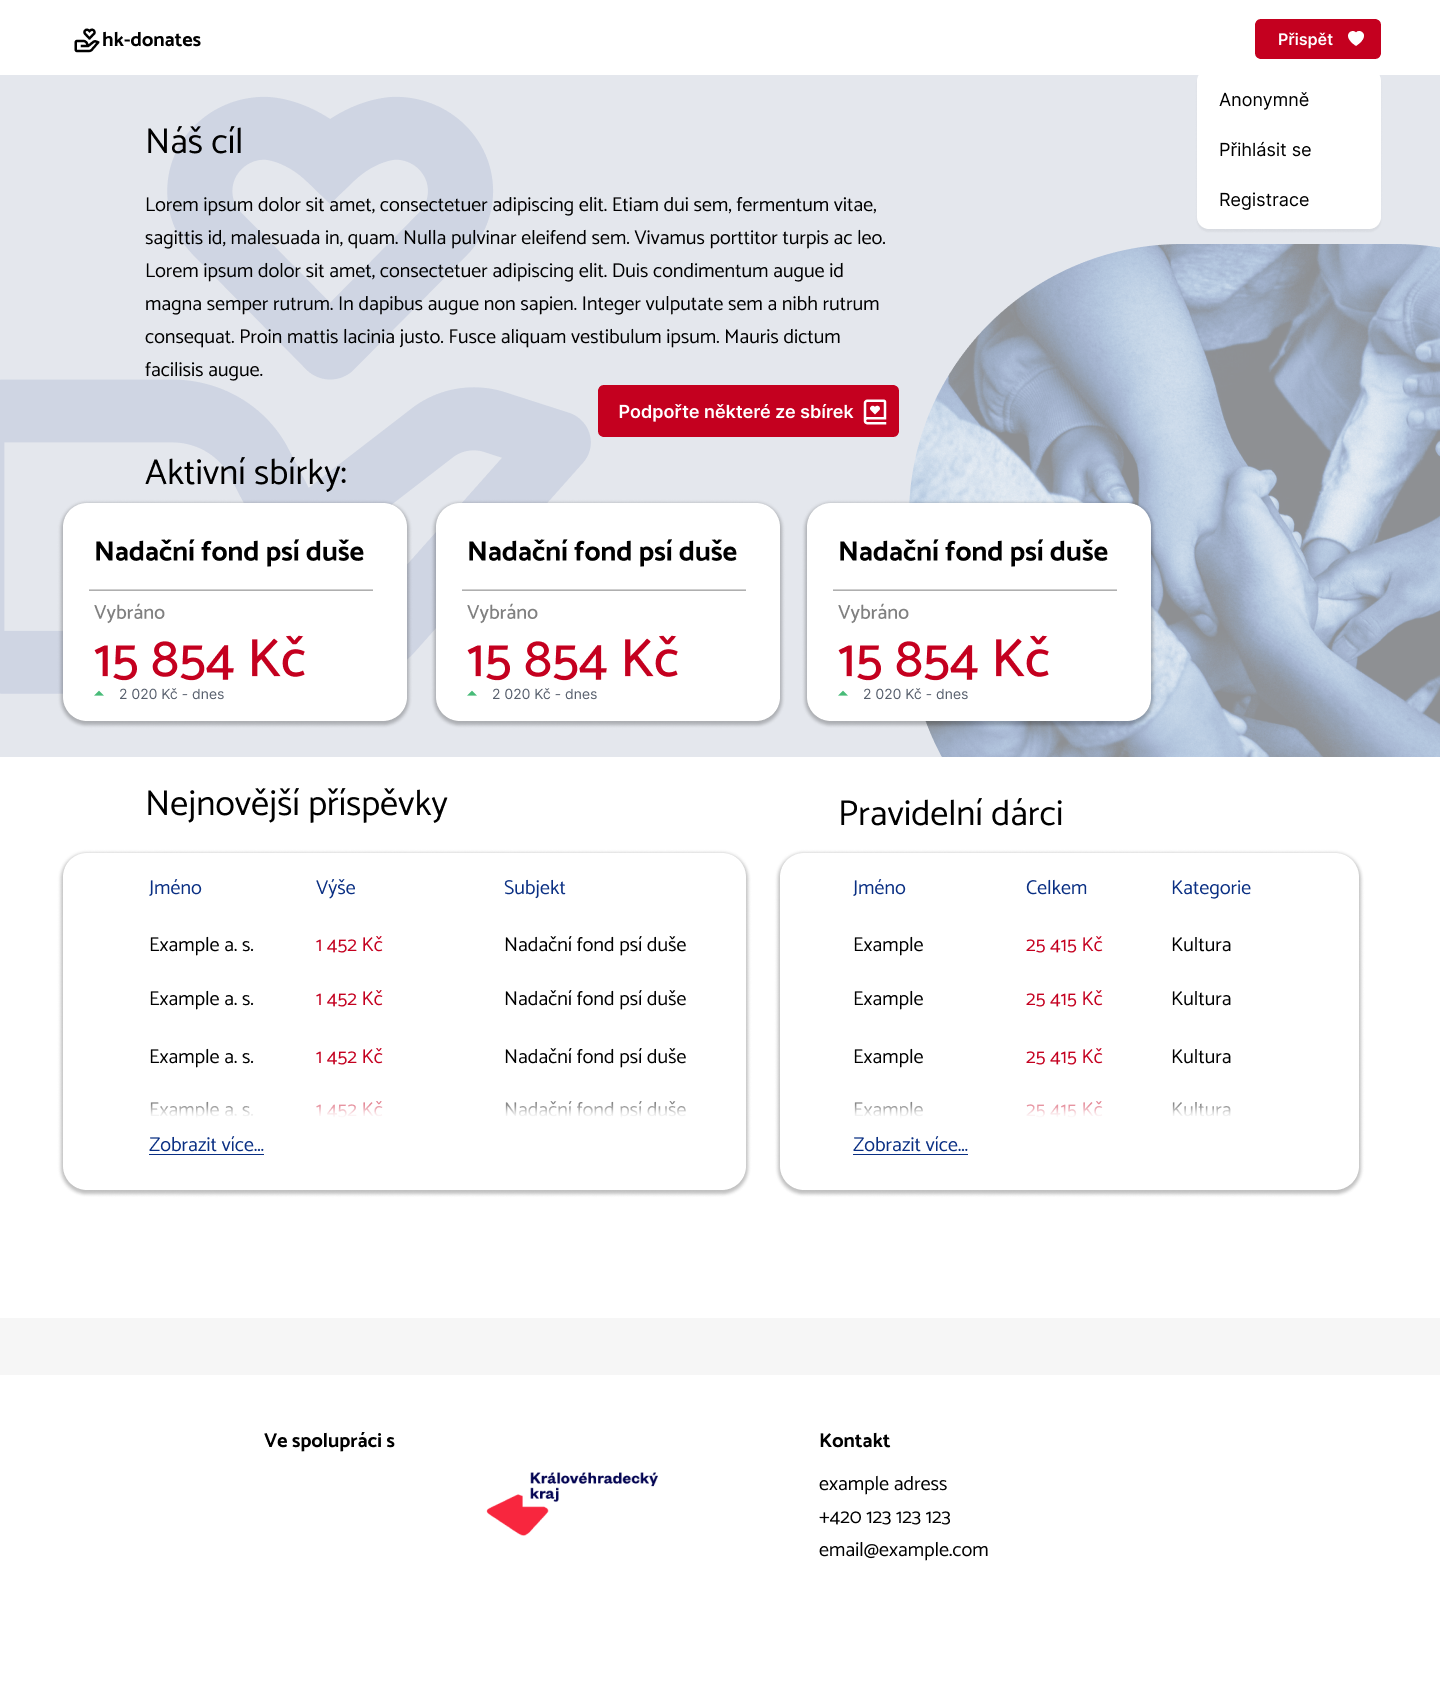 hk-donates
Přispět
Anonymně
Přihlásit se
Registrace
Náš cíl
Lorem ipsum dolor sit amet, consectetuer adipiscing elit. Etiam dui sem, fermentum vitae,
sagittis id, malesuada in, quam. Nulla pulvinar eleifend sem. Vivamus porttitor turpis ac leo.
Lorem ipsum dolor sit amet, consectetuer adipiscing elit. Duis condimentum augue id
magna semper rutrum. In dapibus augue non sapien. Integer vulputate sem a nibh rutrum
consequat. Proin mattis lacinia justo. Fusce aliquam vestibulum ipsum. Mauris dictum
facilisis augue.
Podpořte některé ze sbírek
Aktivní sbírky:
Nadační fond psí duše
Vybráno
15 854 Kč
2 020 Kč - dnes
Nadační fond psí duše
Vybráno
15 854 Kč
2 020 Kč - dnes
Nadační fond psí duše
Vybráno
15 854 Kč
2 020 Kč - dnes
Nejnovější příspěvky
Jméno Výše Subjekt
Example a. s. 1 452 Kč Nadační fond psí duše
Example a. s. 1 452 Kč Nadační fond psí duše
Example a. s. 1 452 Kč Nadační fond psí duše
Example a. s. 1 452 Kč Nadační fond psí duše
Zobrazit více...
Pravidelní dárci
Jméno Celkem Kategorie
Example 25 415 Kč Kultura
Example 25 415 Kč Kultura
Example 25 415 Kč Kultura
Example 25 415 Kč Kultura
Zobrazit více...
Ve spolupráci s
Královéhradecký
kraj
Kontakt
example adress
+420 123 123 123
email@example.com